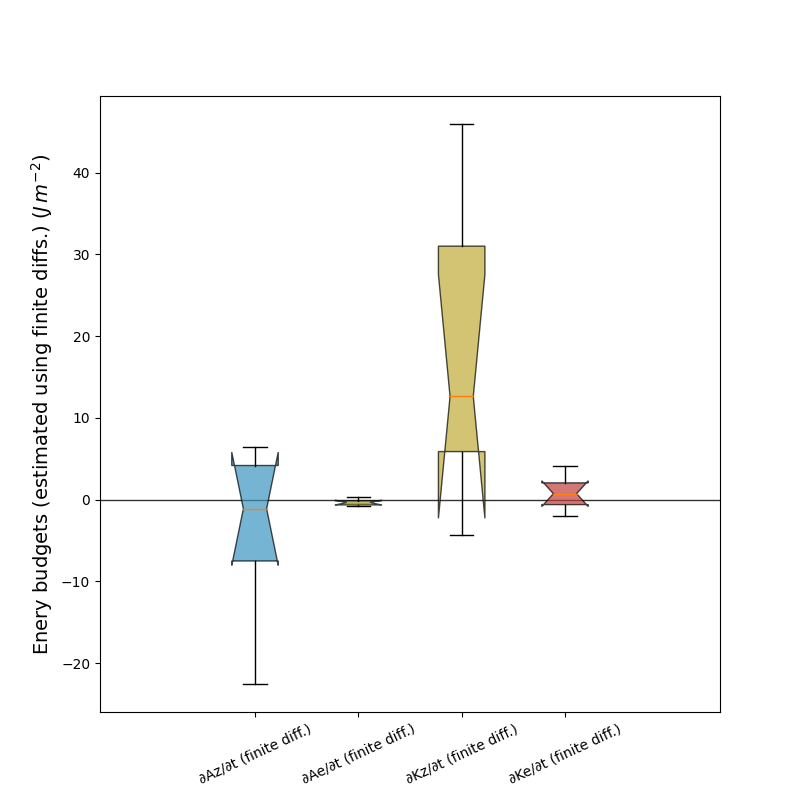 Enery budgets (estimated using finite diffs.) (J m⁻²)
40
30
20
10
0
−10
−20
∂Az/∂t (finite diff.)
∂Ae/∂t (finite diff.)
∂Kz/∂t (finite diff.)
∂Ke/∂t (finite diff.)